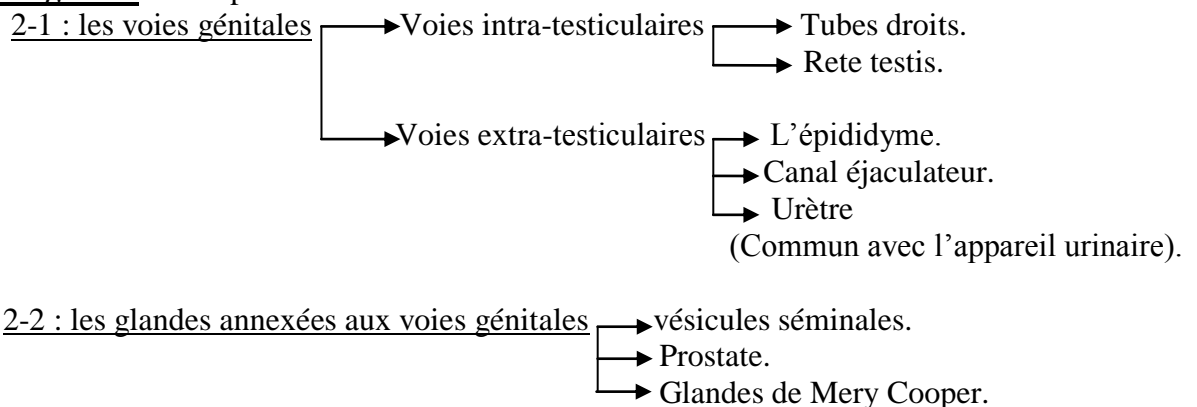 2-1 : les voies génitales Voies intra-testiculaires Tubes droits.
Rete testis.
Voies extra-testiculaires L’épididyme.
Canal éjaculateur.
Urètre
(Commun avec l’appareil urinaire).
2-2 : les glandes annexées aux voies génitales vésicules séminales.
Prostate.
Glandes de Mery Cooper.